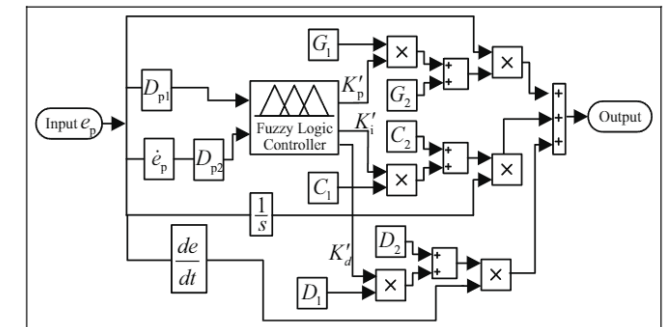 G₁
×
×
K′ₚ
+
+
G₂
+
+
+
Dₚ₁
Fuzzy Logic
Controller
K′ᵢ
C₂
Input eₚ
Output
ėₚ
Dₚ₂
+
+
×
×
C₁
1
s
de
dt
K′d
D₂
+
+
×
×
D₁